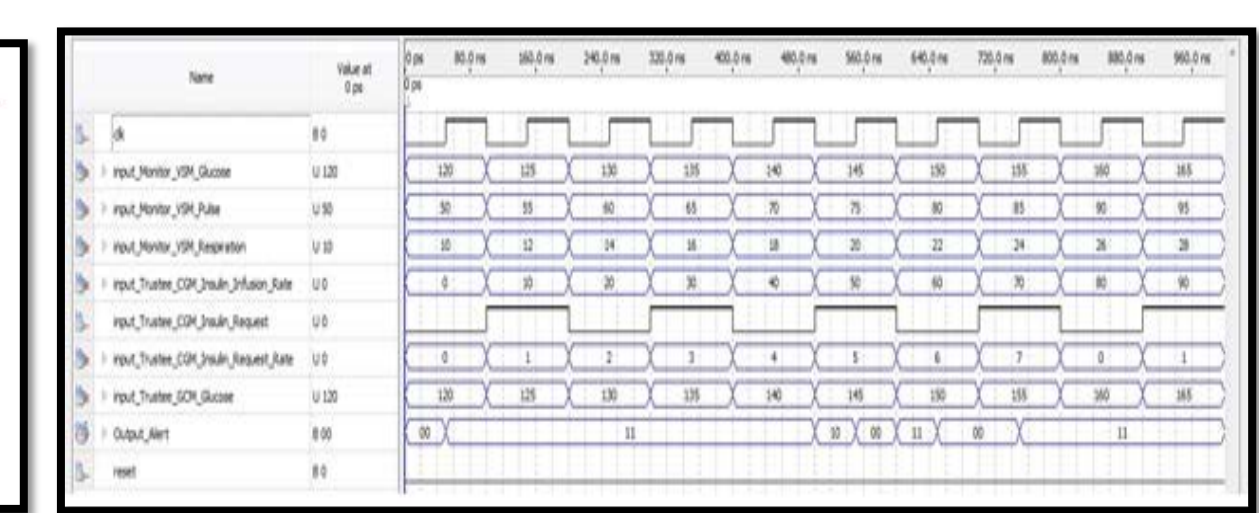 Name Value at 0 ps 0 ps 80.0 ns 160.0 ns 240.0 ns 320.0 ns 400.0 ns 480.0 ns 560.0 ns 640.0 ns 720.0 ns 800.0 ns 880.0 ns 960.0 ns
0 ps
clk B 0
input_Monitor_VSM_Glucose U 120 120 125 130 135 140 145 150 155 160 165
input_Monitor_VSM_Pulse U 50 50 55 60 65 70 75 80 85 90 95
input_Monitor_VSM_Respiration U 10 10 12 14 16 18 20 22 24 26 28
input_Trustee_CGM_Insulin_Infusion_Rate U 0 0 10 20 30 40 50 60 70 80 90
input_Trustee_CGM_Insulin_Request U 0
input_Trustee_CGM_Insulin_Request_Rate U 0 0 1 2 3 4 5 6 7 0 1
input_Trustee_GCM_Glucose U 120 120 125 130 135 140 145 150 155 160 165
Output_Alert B 00 00 11 10 00 11 00 11
reset B 0